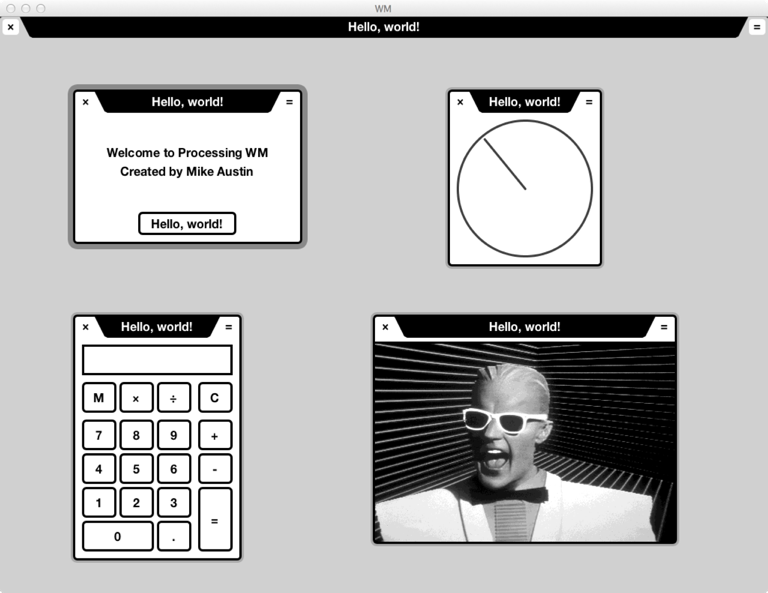 WM
× Hello, world! =
× Hello, world! =
Welcome to Processing WM
Created by Mike Austin
Hello, world!
× Hello, world! =
× Hello, world! =
M × ÷ C
7 8 9 +
4 5 6 -
1 2 3 =
0 .
× Hello, world! =